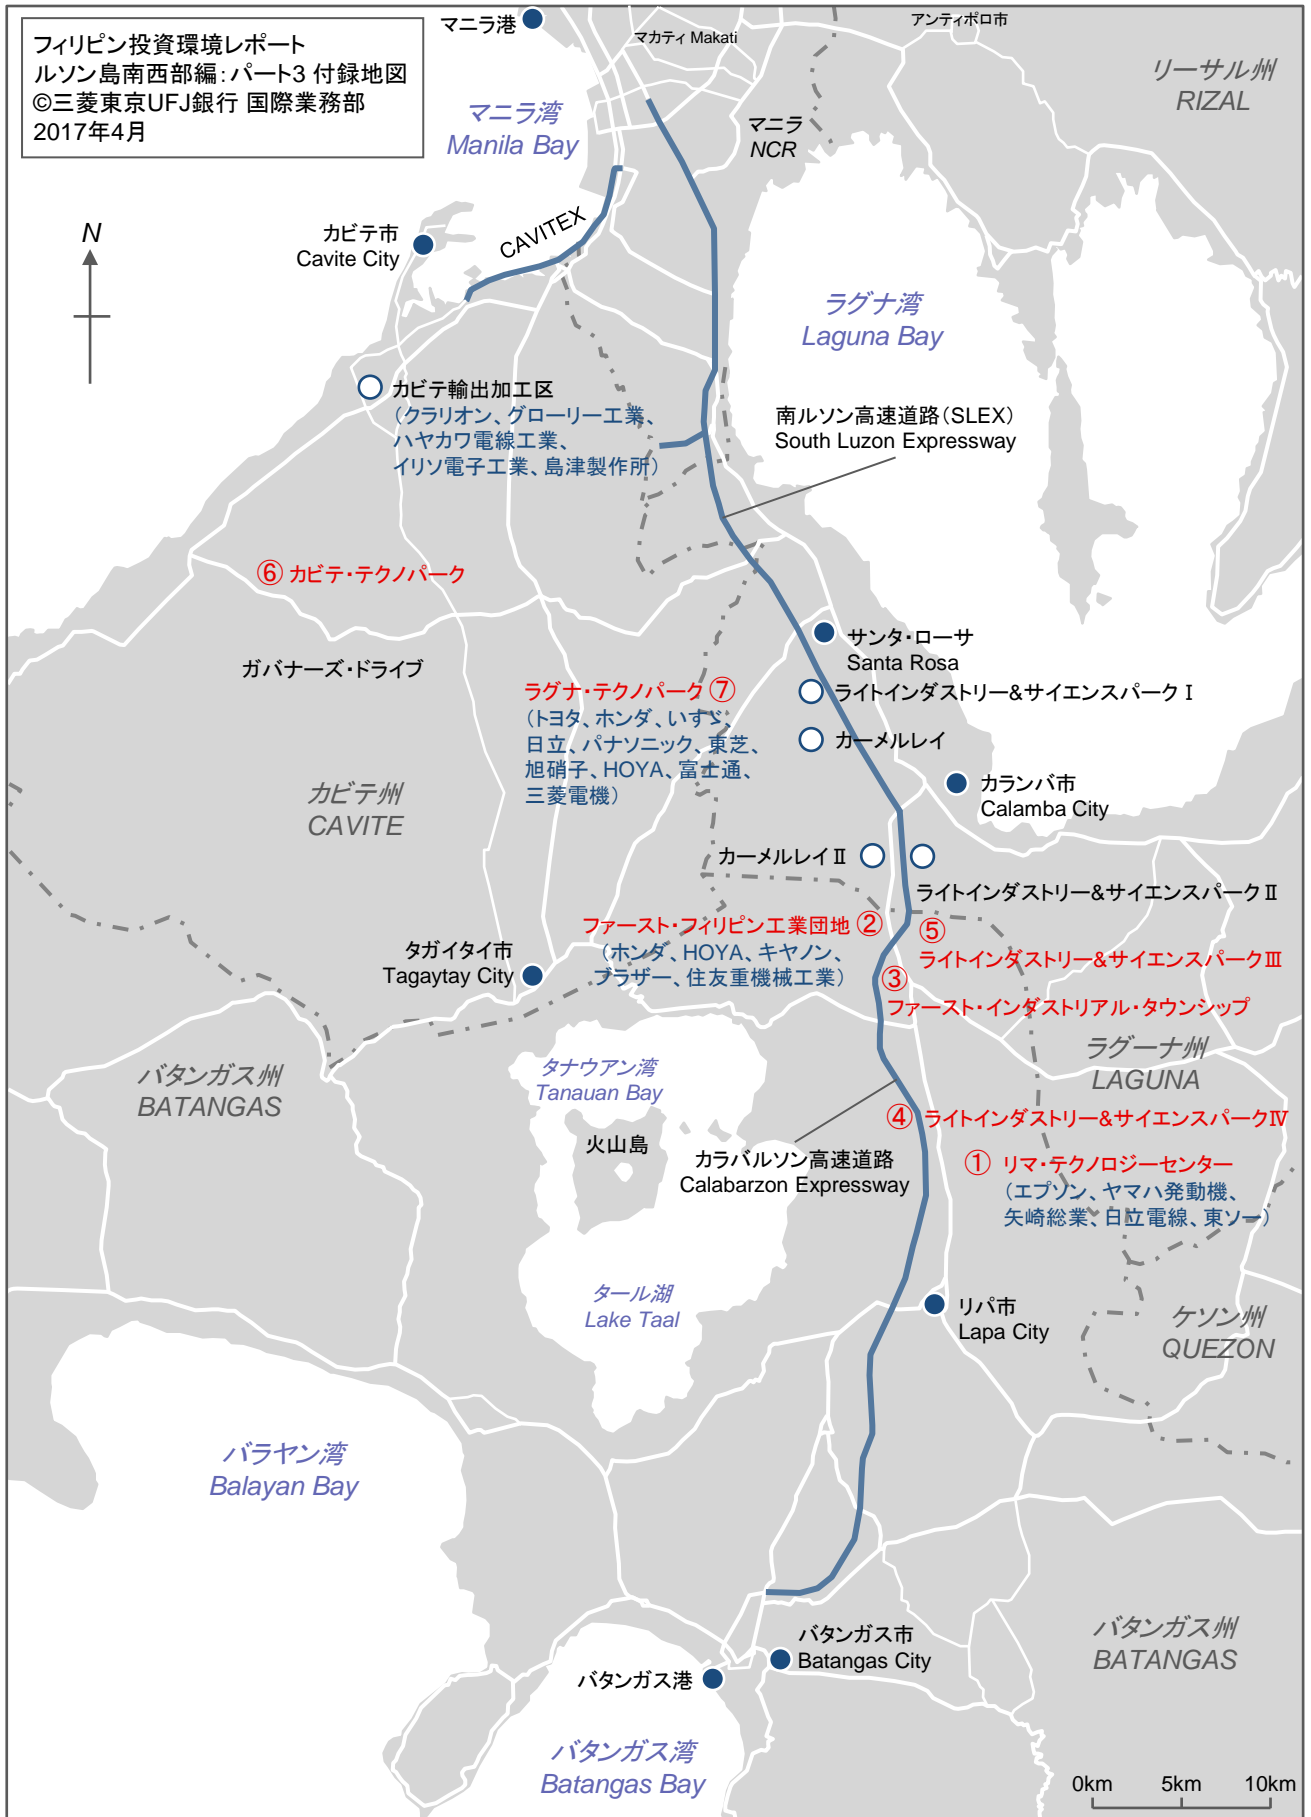 フィリピン投資環境レポート
ルソン島南西部編：パート3 付録地図
©三菱東京UFJ銀行 国際業務部
2017年4月
マニラ港
マカティ Makati
アンティポロ市
リーサル州
RIZAL
マニラ湾
Manila Bay
マニラ
NCR
N
カビテ市
Cavite City
CAVITEX
ラグナ湾
Laguna Bay
カビテ輸出加工区
（クラリオン、グローリー工業、
ハヤカワ電線工業、
イリソ電子工業、島津製作所）
南ルソン高速道路（SLEX）
South Luzon Expressway
⑥ カビテ・テクノパーク
サンタ・ローサ
Santa Rosa
ガバナーズ・ドライブ
ラグナ・テクノパーク ⑦
（トヨタ、ホンダ、いすゞ、
日立、パナソニック、東芝、
旭硝子、HOYA、富士通、
三菱電機）
ライトインダストリー&サイエンスパーク Ⅰ
カーメルレイ
カランバ市
Calamba City
カビテ州
CAVITE
カーメルレイ Ⅱ
ライトインダストリー&サイエンスパーク Ⅱ
ファースト・フィリピン工業団地 ②
（ホンダ、HOYA、キヤノン、
ブラザー、住友重機械工業）
⑤
ライトインダストリー&サイエンスパークⅢ
タガイタイ市
Tagaytay City
③
ファースト・インダストリアル・タウンシップ
ラグーナ州
LAGUNA
バタンガス州
BATANGAS
タナウアン湾
Tanauan Bay
火山島
④ ライトインダストリー&サイエンスパークⅣ
カラバルソン高速道路
Calabarzon Expressway
① リマ・テクノロジーセンター
（エプソン、ヤマハ発動機、
矢崎総業、日立電線、東ソー）
タール湖
Lake Taal
リパ市
Lapa City
ケソン州
QUEZON
バラヤン湾
Balayan Bay
バタンガス市
Batangas City
バタンガス州
BATANGAS
バタンガス港
バタンガス湾
Batangas Bay
0km 5km 10km